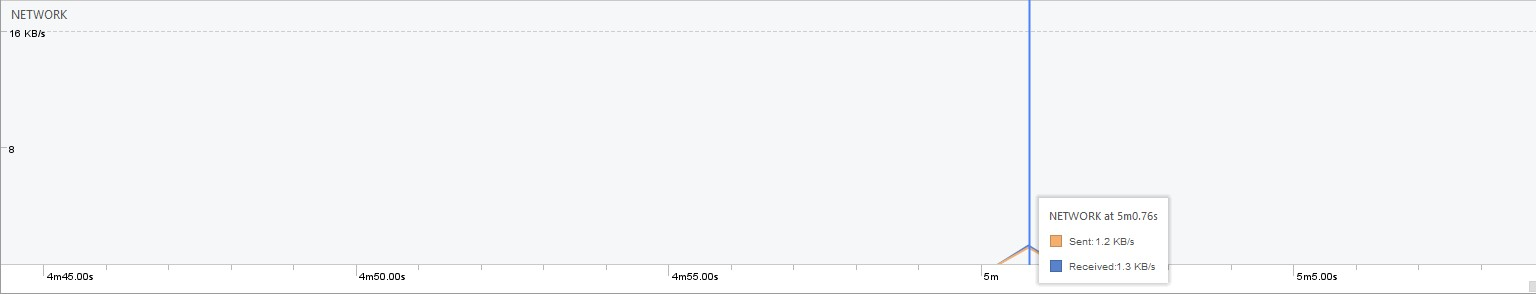 NETWORK
16 KB/s
8
NETWORK at 5m0.76s
Sent: 1.2 KB/s
Received:1.3 KB/s
4m45.00s 4m50.00s 4m55.00s 5m 5m5.00s